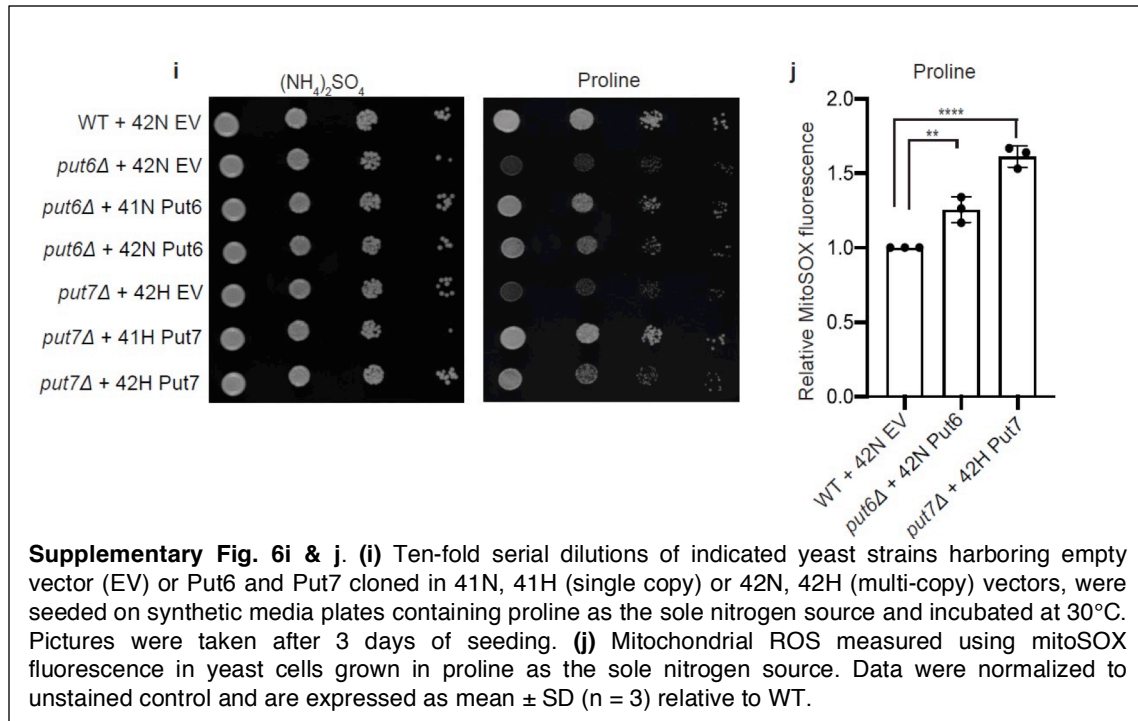 i
(NH4)2SO4
Proline
WT + 42N EV
put6Δ + 42N EV
put6Δ + 41N Put6
put6Δ + 42N Put6
put7Δ + 42H EV
put7Δ + 41H Put7
put7Δ + 42H Put7
j
Proline
Relative MitoSOX fluorescence
2.0
1.5
1.0
0.5
0.0
****
**
WT + 42N EV
put6Δ + 42N Put6
put7Δ + 42H Put7
Supplementary Fig. 6i & j. (i) Ten-fold serial dilutions of indicated yeast strains harboring empty
vector (EV) or Put6 and Put7 cloned in 41N, 41H (single copy) or 42N, 42H (multi-copy) vectors, were
seeded on synthetic media plates containing proline as the sole nitrogen source and incubated at 30°C.
Pictures were taken after 3 days of seeding. (j) Mitochondrial ROS measured using mitoSOX
fluorescence in yeast cells grown in proline as the sole nitrogen source. Data were normalized to
unstained control and are expressed as mean ± SD (n = 3) relative to WT.